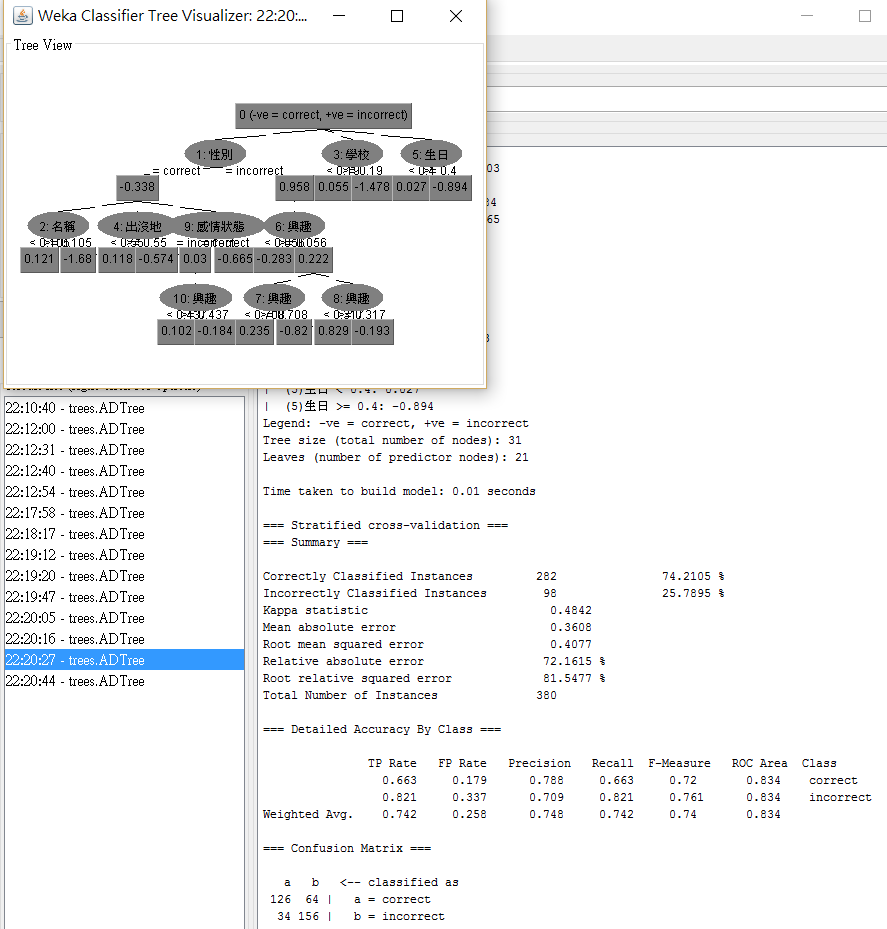 Weka Classifier Tree Visualizer: 22:20:...
Tree View
0 (-ve = correct, +ve = incorrect)
1: 性別
3: 學校
5: 生日
= correct
= incorrect
-0.338
0.958
0.055
-1.478
0.027
-0.894
2: 名稱
4: 出沒地
9: 感情狀態
6: 興趣
0.121
-1.68
0.118
-0.574
0.03
-0.665
-0.283
0.222
10: 興趣
7: 興趣
8: 興趣
0.102
-0.184
0.235
-0.82
0.829
-0.193
22:10:40 - trees.ADTree
22:12:00 - trees.ADTree
22:12:31 - trees.ADTree
22:12:40 - trees.ADTree
22:12:54 - trees.ADTree
22:17:58 - trees.ADTree
22:18:17 - trees.ADTree
22:19:12 - trees.ADTree
22:19:20 - trees.ADTree
22:19:47 - trees.ADTree
22:20:05 - trees.ADTree
22:20:16 - trees.ADTree
22:20:27 - trees.ADTree
22:20:44 - trees.ADTree
03
34
65
| (3)生日 < 0.4: 0.027
| (5)生日 >= 0.4: -0.894
Legend: -ve = correct, +ve = incorrect
Tree size (total number of nodes): 31
Leaves (number of predictor nodes): 21
Time taken to build model: 0.01 seconds
=== Stratified cross-validation ===
=== Summary ===
Correctly Classified Instances 282 74.2105 %
Incorrectly Classified Instances 98 25.7895 %
Kappa statistic 0.4842
Mean absolute error 0.3608
Root mean squared error 0.4077
Relative absolute error 72.1615 %
Root relative squared error 81.5477 %
Total Number of Instances 380
=== Detailed Accuracy By Class ===
TP Rate FP Rate Precision Recall F-Measure ROC Area Class
0.663 0.179 0.788 0.663 0.72 0.834 correct
0.821 0.337 0.709 0.821 0.761 0.834 incorrect
Weighted Avg. 0.742 0.258 0.748 0.742 0.74 0.834
=== Confusion Matrix ===
a b <-- classified as
126 64 | a = correct
34 156 | b = incorrect